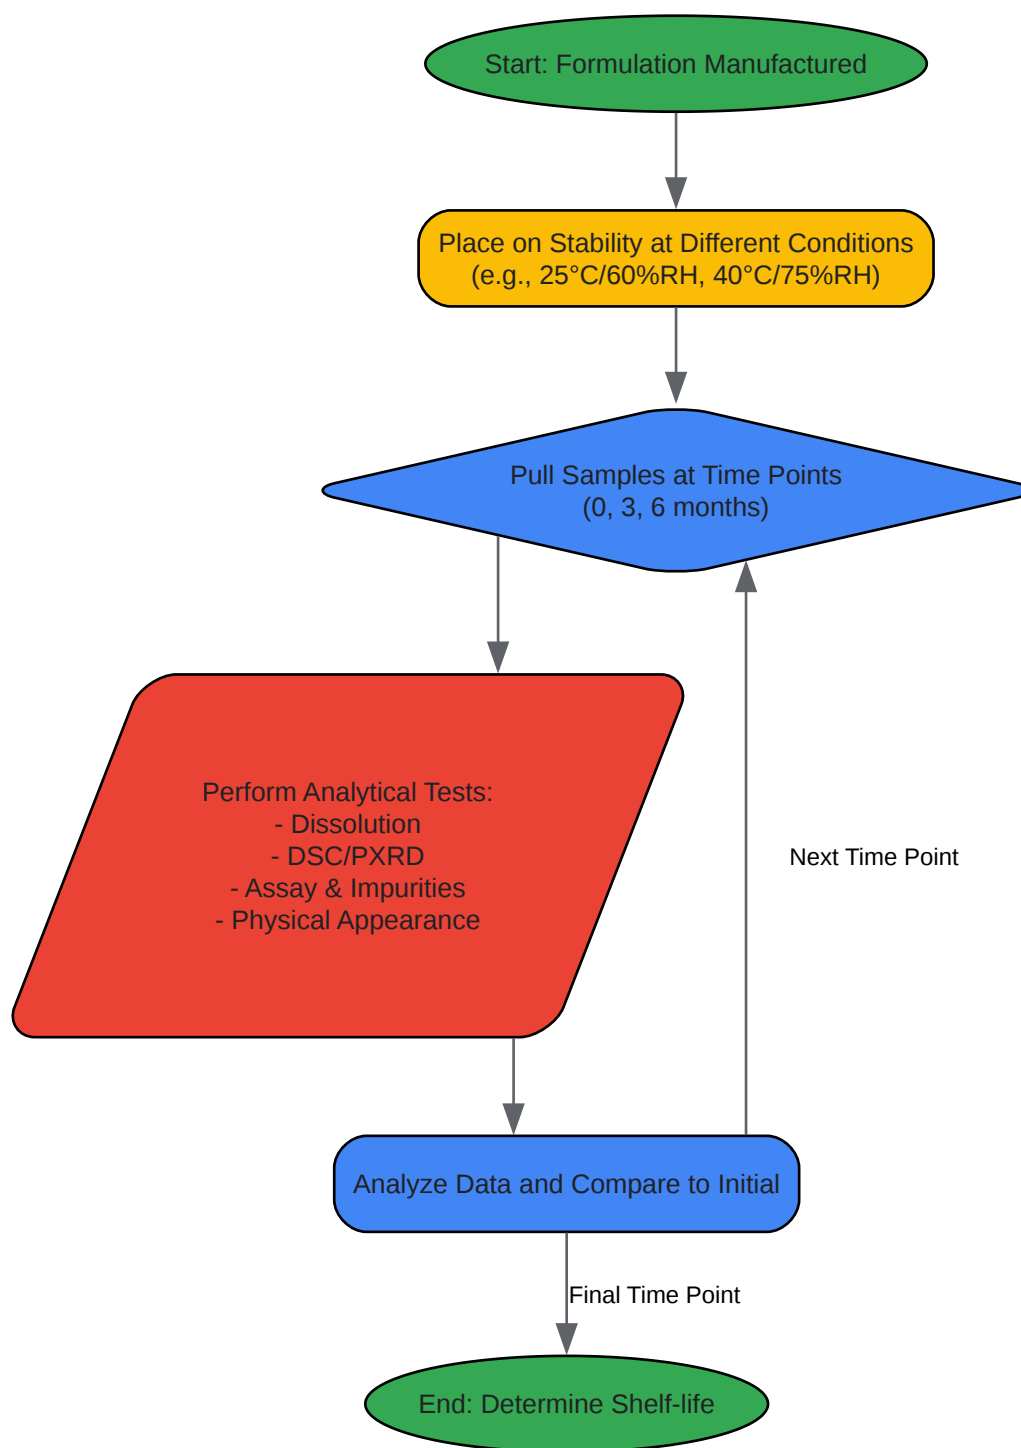 Start: Formulation Manufactured
Place on Stability at Different Conditions
(e.g., 25°C/60%RH, 40°C/75%RH)
Pull Samples at Time Points
(0, 3, 6 months)
Perform Analytical Tests:
- Dissolution
- DSC/PXRD
- Assay & Impurities
- Physical Appearance
Next Time Point
Analyze Data and Compare to Initial
Final Time Point
End: Determine Shelf-life